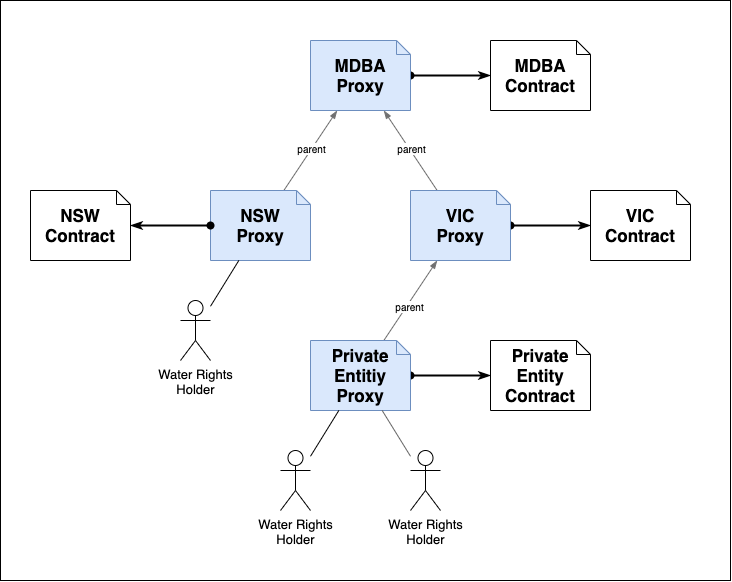 MDBA
Proxy
MDBA
Contract
parent
parent
NSW
Contract
NSW
Proxy
VIC
Proxy
VIC
Contract
parent
Water Rights
Holder
Private
Entitiy
Proxy
Private
Entity
Contract
Water Rights
Holder
Water Rights
Holder